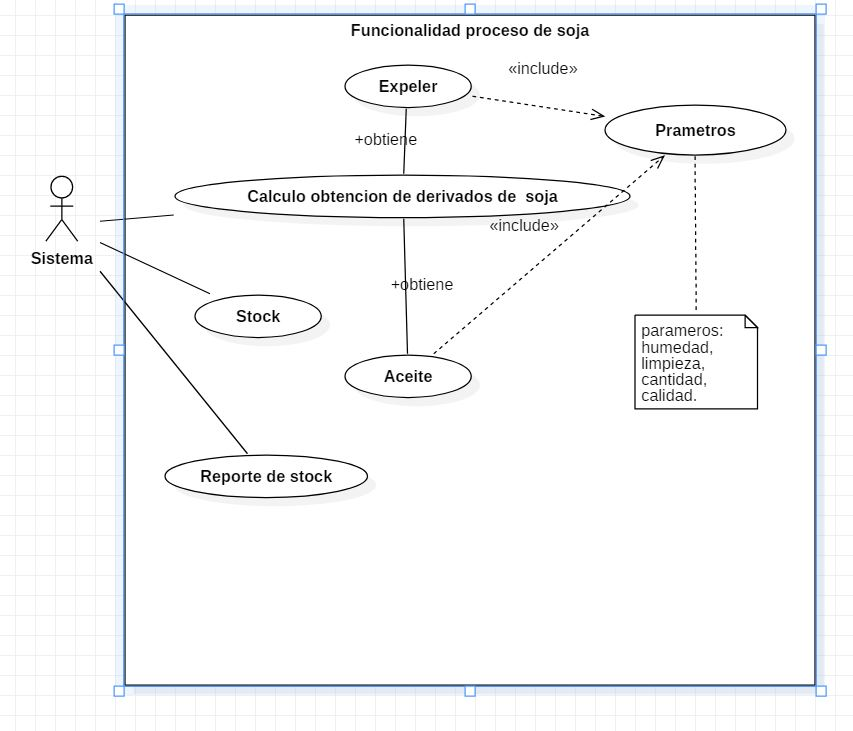 Funcionalidad proceso de soja
«include»
Expeler
Prametros
+obtiene
Calculo obtencion de derivados de  soja
«include»
Sistema
+obtiene
Stock
parameros:
humedad,
limpieza,
cantidad,
calidad.
Aceite
Reporte de stock